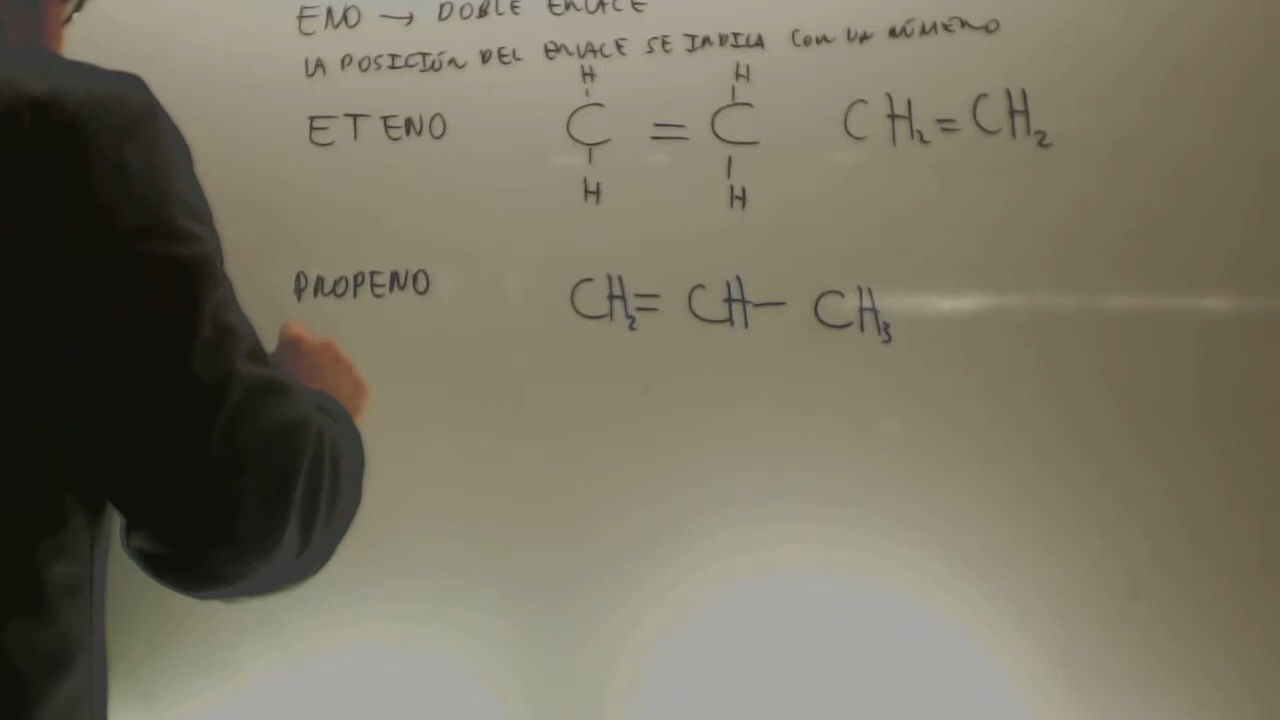 ENO → DOBLE ENLACE
LA POSICIÓN DEL ENLACE SE INDICA CON UN NÚMERO
H H
ETENO C = C CH₂=CH₂
H H
PROPENO CH₂= CH— CH₃